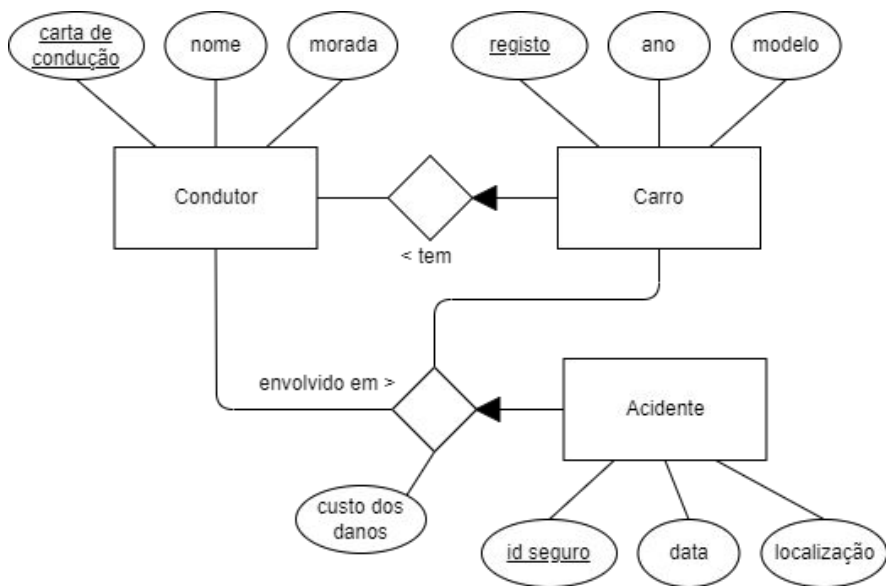 carta de
condução
nome
morada
registo
ano
modelo
Condutor
Carro
< tem
envolvido em >
Acidente
custo dos
danos
id seguro
data
localização